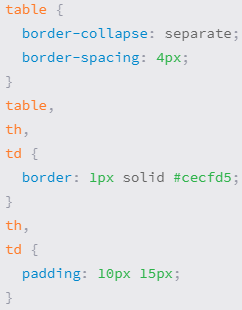 table {
border-collapse: separate;
border-spacing: 4px;
}
table,
th,
td {
border: 1px solid #cecfd5;
}
th,
td {
padding: 10px 15px;
}